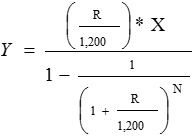 Y = (R / 1,200) * X
1 − 1
(1 + R / 1,200)^N